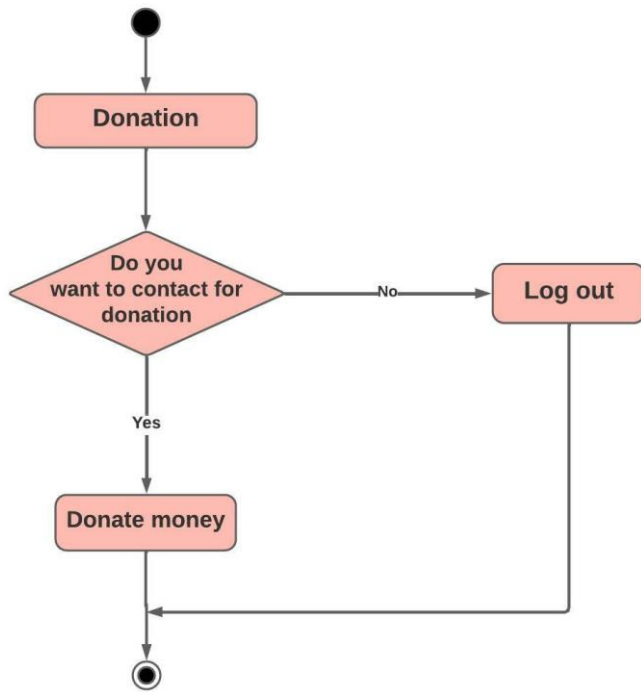 Donation
Do you
want to contact for
donation
No
Log out
Yes
Donate money